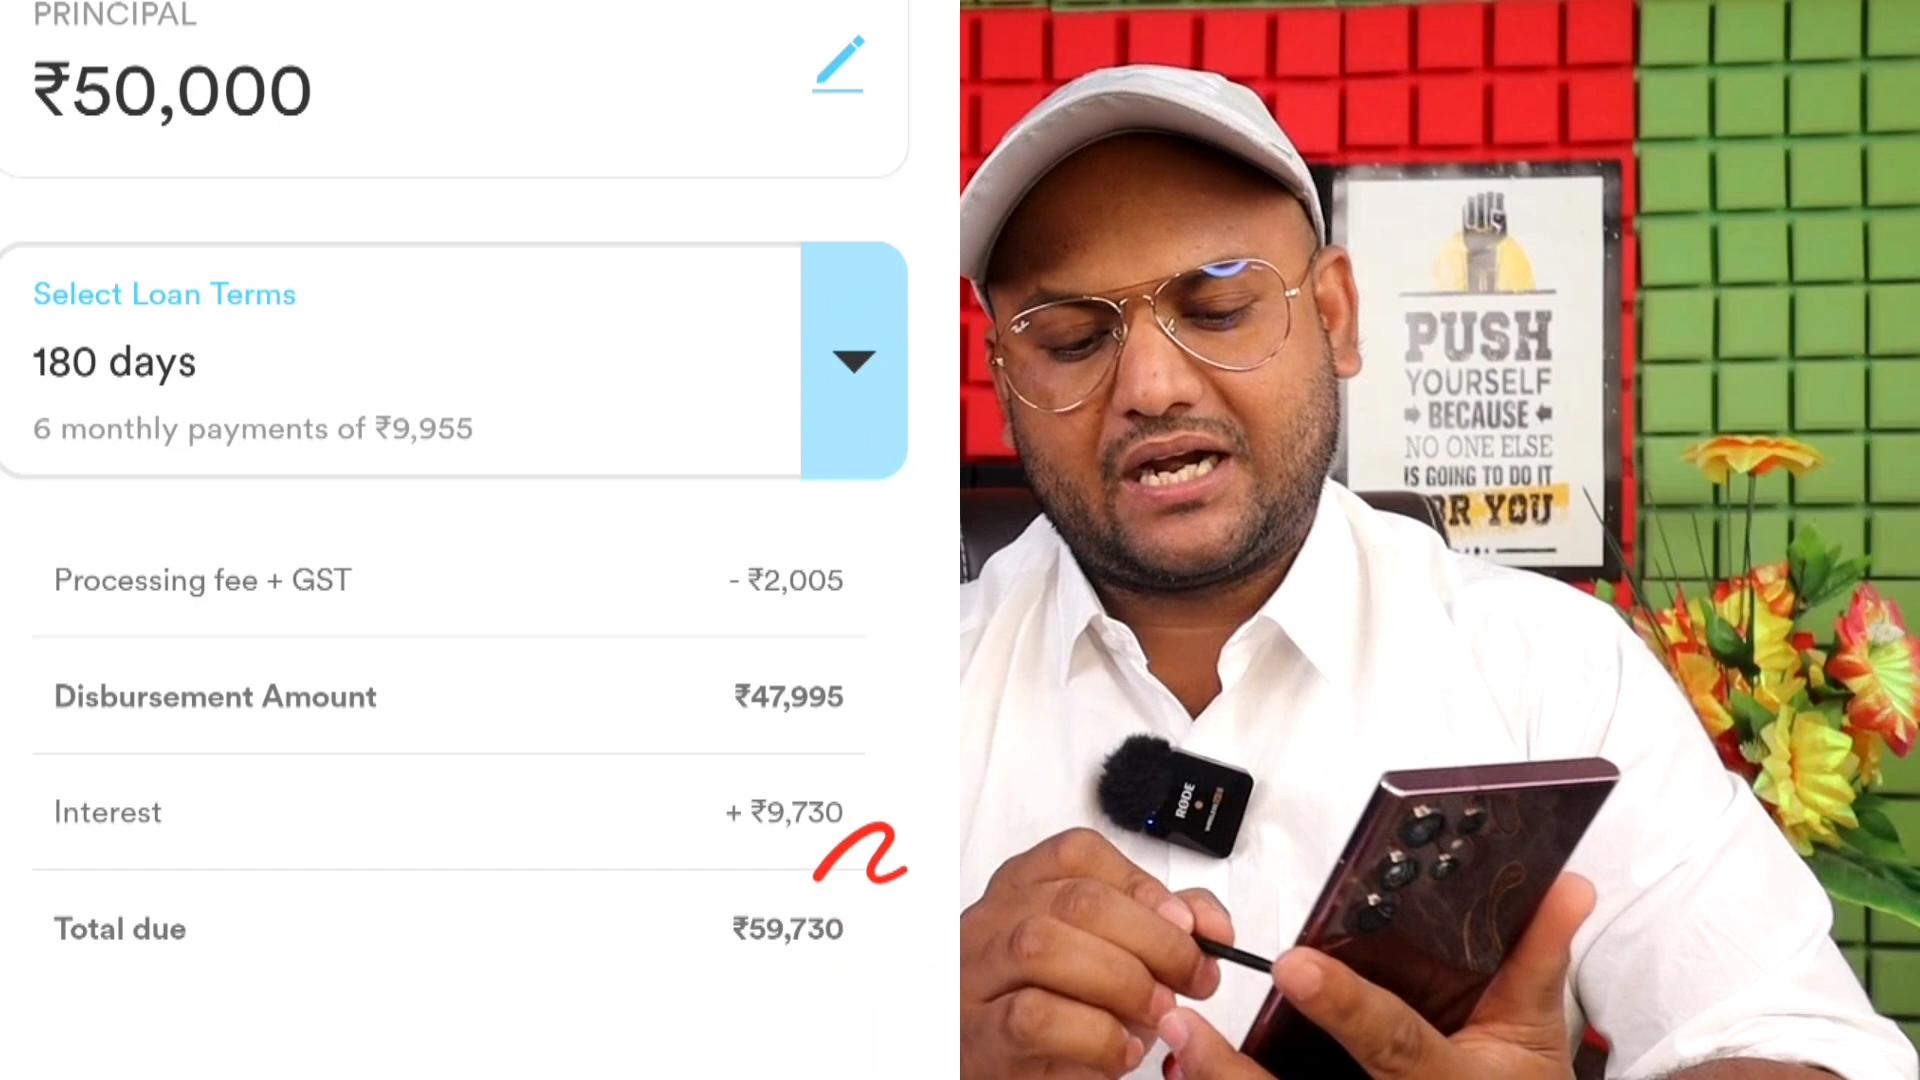 PRINCIPAL
₹50,000
Select Loan Terms
180 days
6 monthly payments of ₹9,955
Processing fee + GST - ₹2,005
Disbursement Amount ₹47,995
Interest + ₹9,730
Total due ₹59,730
PUSH
YOURSELF
BECAUSE
NO ONE ELSE
IS GOING TO DO IT
R YOU
RØDE